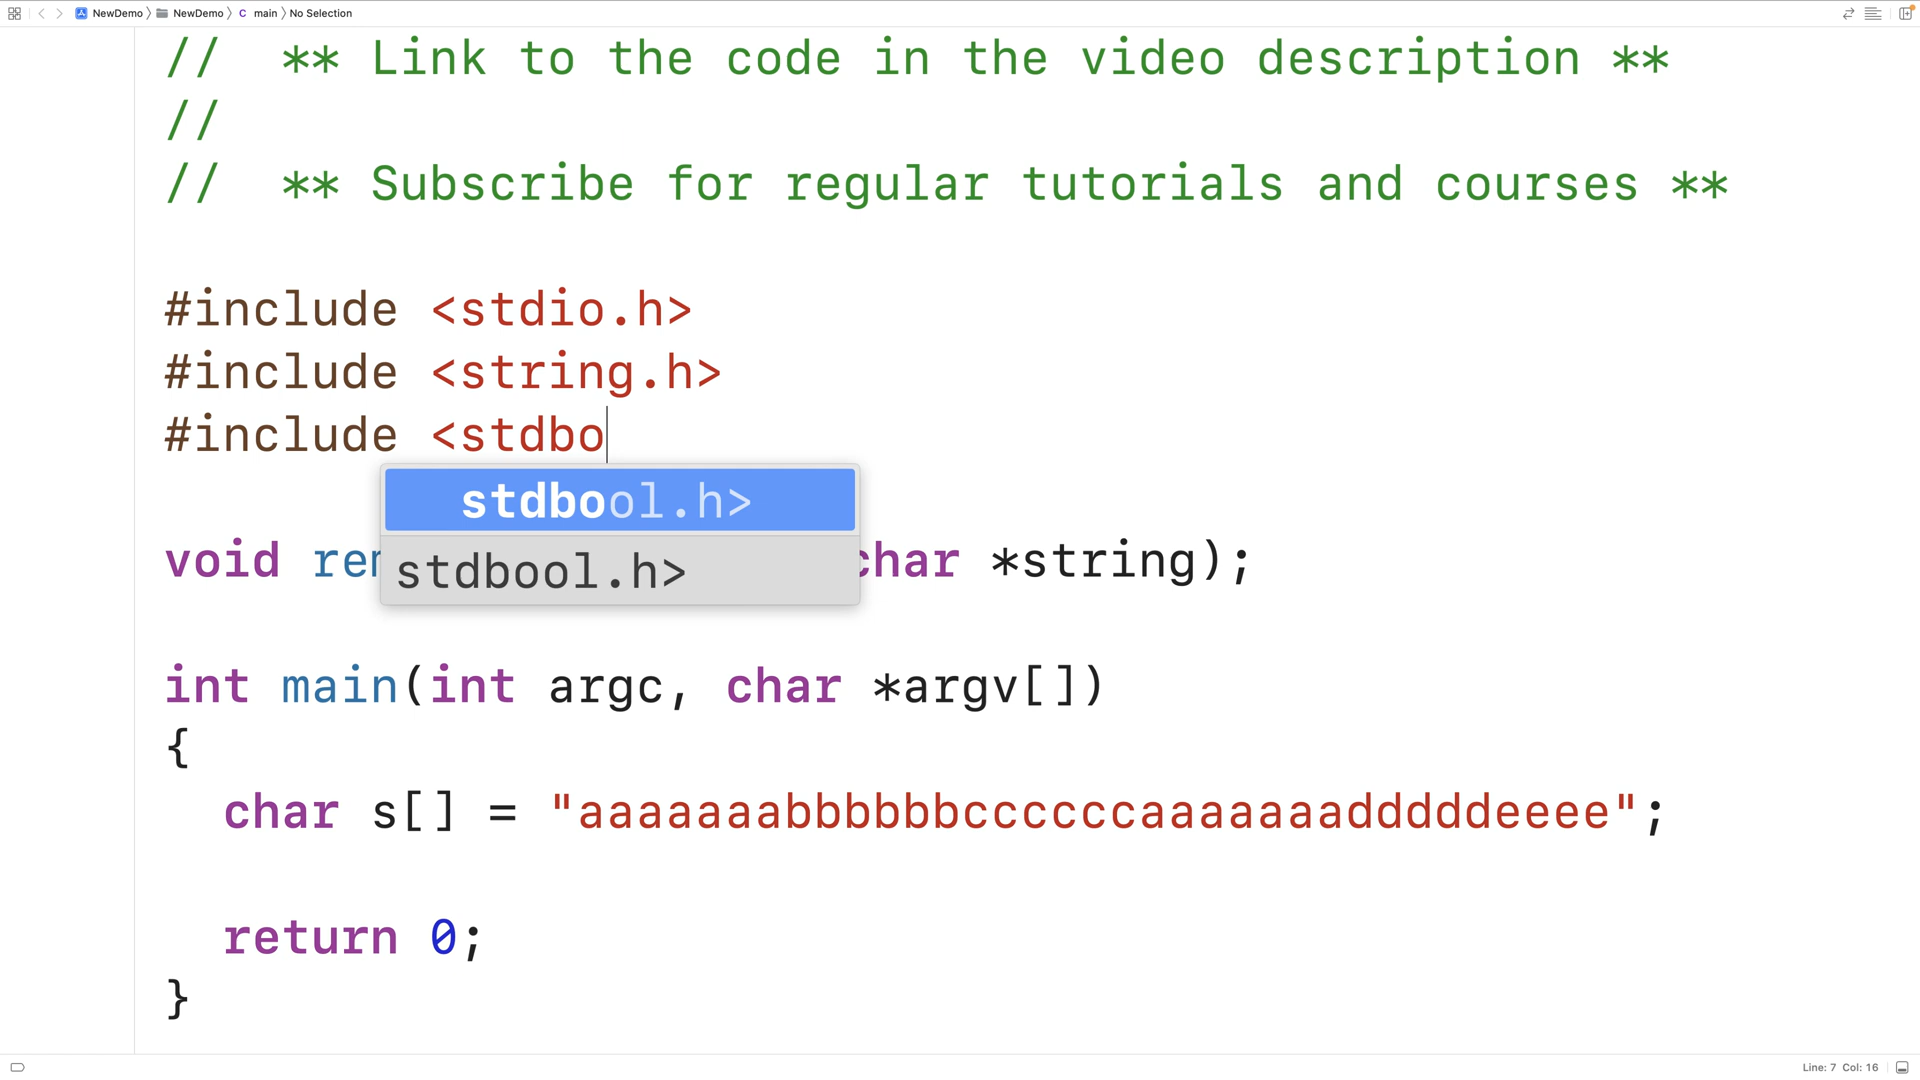 NewDemo NewDemo C main No Selection
// ** Link to the code in the video description **
//
// ** Subscribe for regular tutorials and courses **
#include <stdio.h>
#include <string.h>
#include <stdbo
stdbool.h>
void char *string);
stdbool.h>
int main(int argc, char *argv[])
{
char s[] = "aaaaaaabbbbbbccccccaaaaaaadddddeeee";
return 0;
}
Line: 7 Col: 16